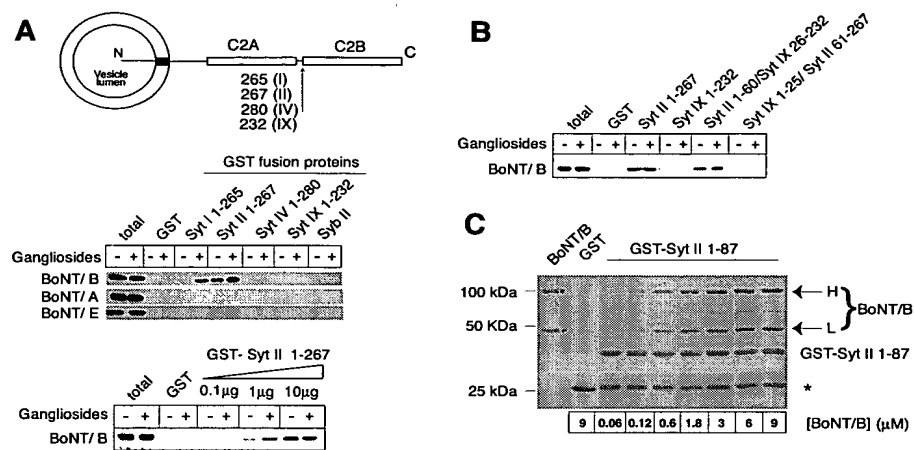 A
N
C2A
C2B
C
Vesicle
lumen
265 (I)
267 (II)
280 (IV)
232 (IX)
GST fusion proteins
total
GST
Syt I 1-265
Syt II 1-267
Syt IV 1-280
Syt IX 1-232
Syb II
Gangliosides - + - + - + - + - + - + - +
BoNT/ B
BoNT/ A
BoNT/ E
GST- Syt II 1-267
total
GST
0.1µg 1µg 10µg
Gangliosides - + - + - + - + - +
BoNT/ B
B
total
GST
Syt II 1-267
Syt IX 1-232
Syt II 1-60/Syt IX 26-232
Syt IX 1-25/ Syt II 61-267
Gangliosides - + - + - + - + - + - +
BoNT/ B
C
BoNT/B
GST
GST-Syt II 1-87
100 kDa
H
BoNT/B
50 KDa
L
GST-Syt II 1-87
25 kDa
*
9 0.06 0.12 0.6 1.8 3 6 9 [BoNT/B] (µM)